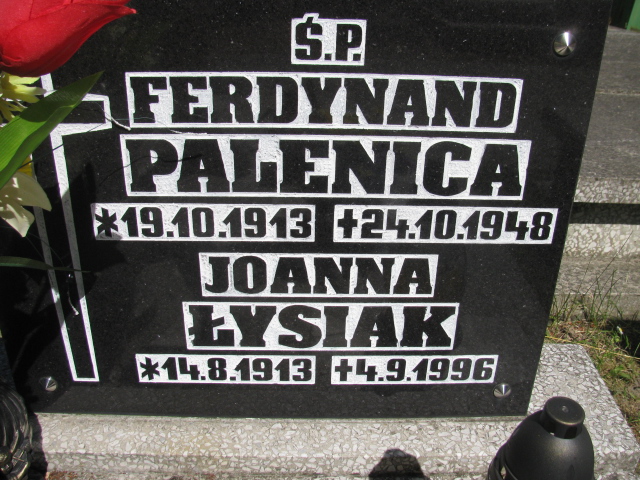 Ś.P.
FERDYNAND
PALENICA
*19.10.1913 †24.10.1948
JOANNA
ŁYSIAK
*14.8.1913 †4.9.1996